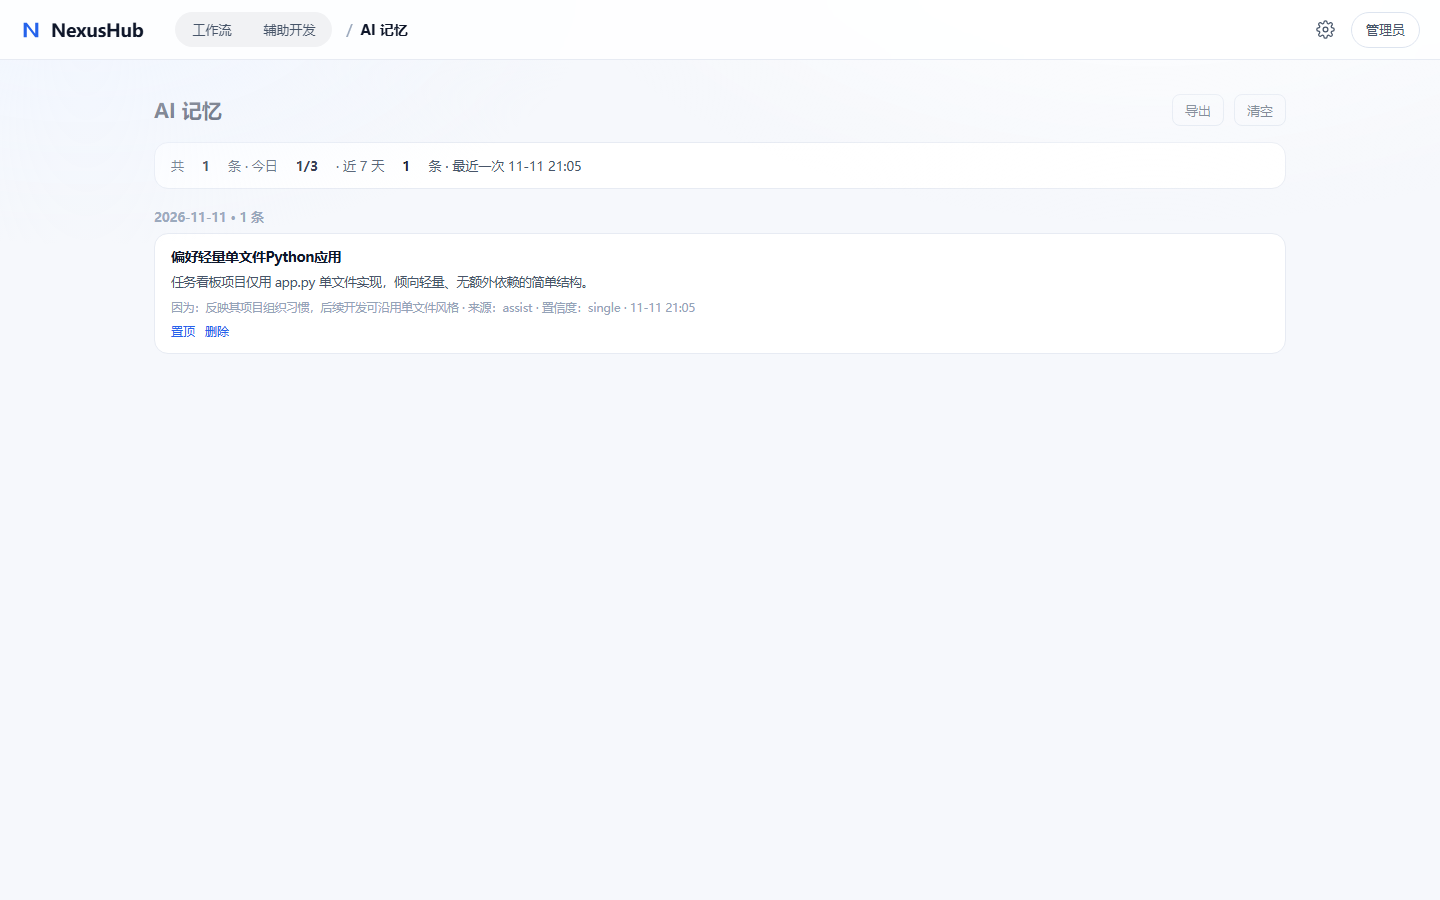 N NexusHub 工作流 辅助开发 / AI 记忆 管理员
AI 记忆 导出 清空
共 1 条 · 今日 1/3 · 近 7 天 1 条 · 最近一次 11-11 21:05
2026-11-11 • 1 条
偏好轻量单文件Python应用
任务看板项目仅用 app.py 单文件实现，倾向轻量、无额外依赖的简单结构。
因为：反映其项目组织习惯，后续开发可沿用单文件风格 · 来源：assist · 置信度：single · 11-11 21:05
置顶 删除